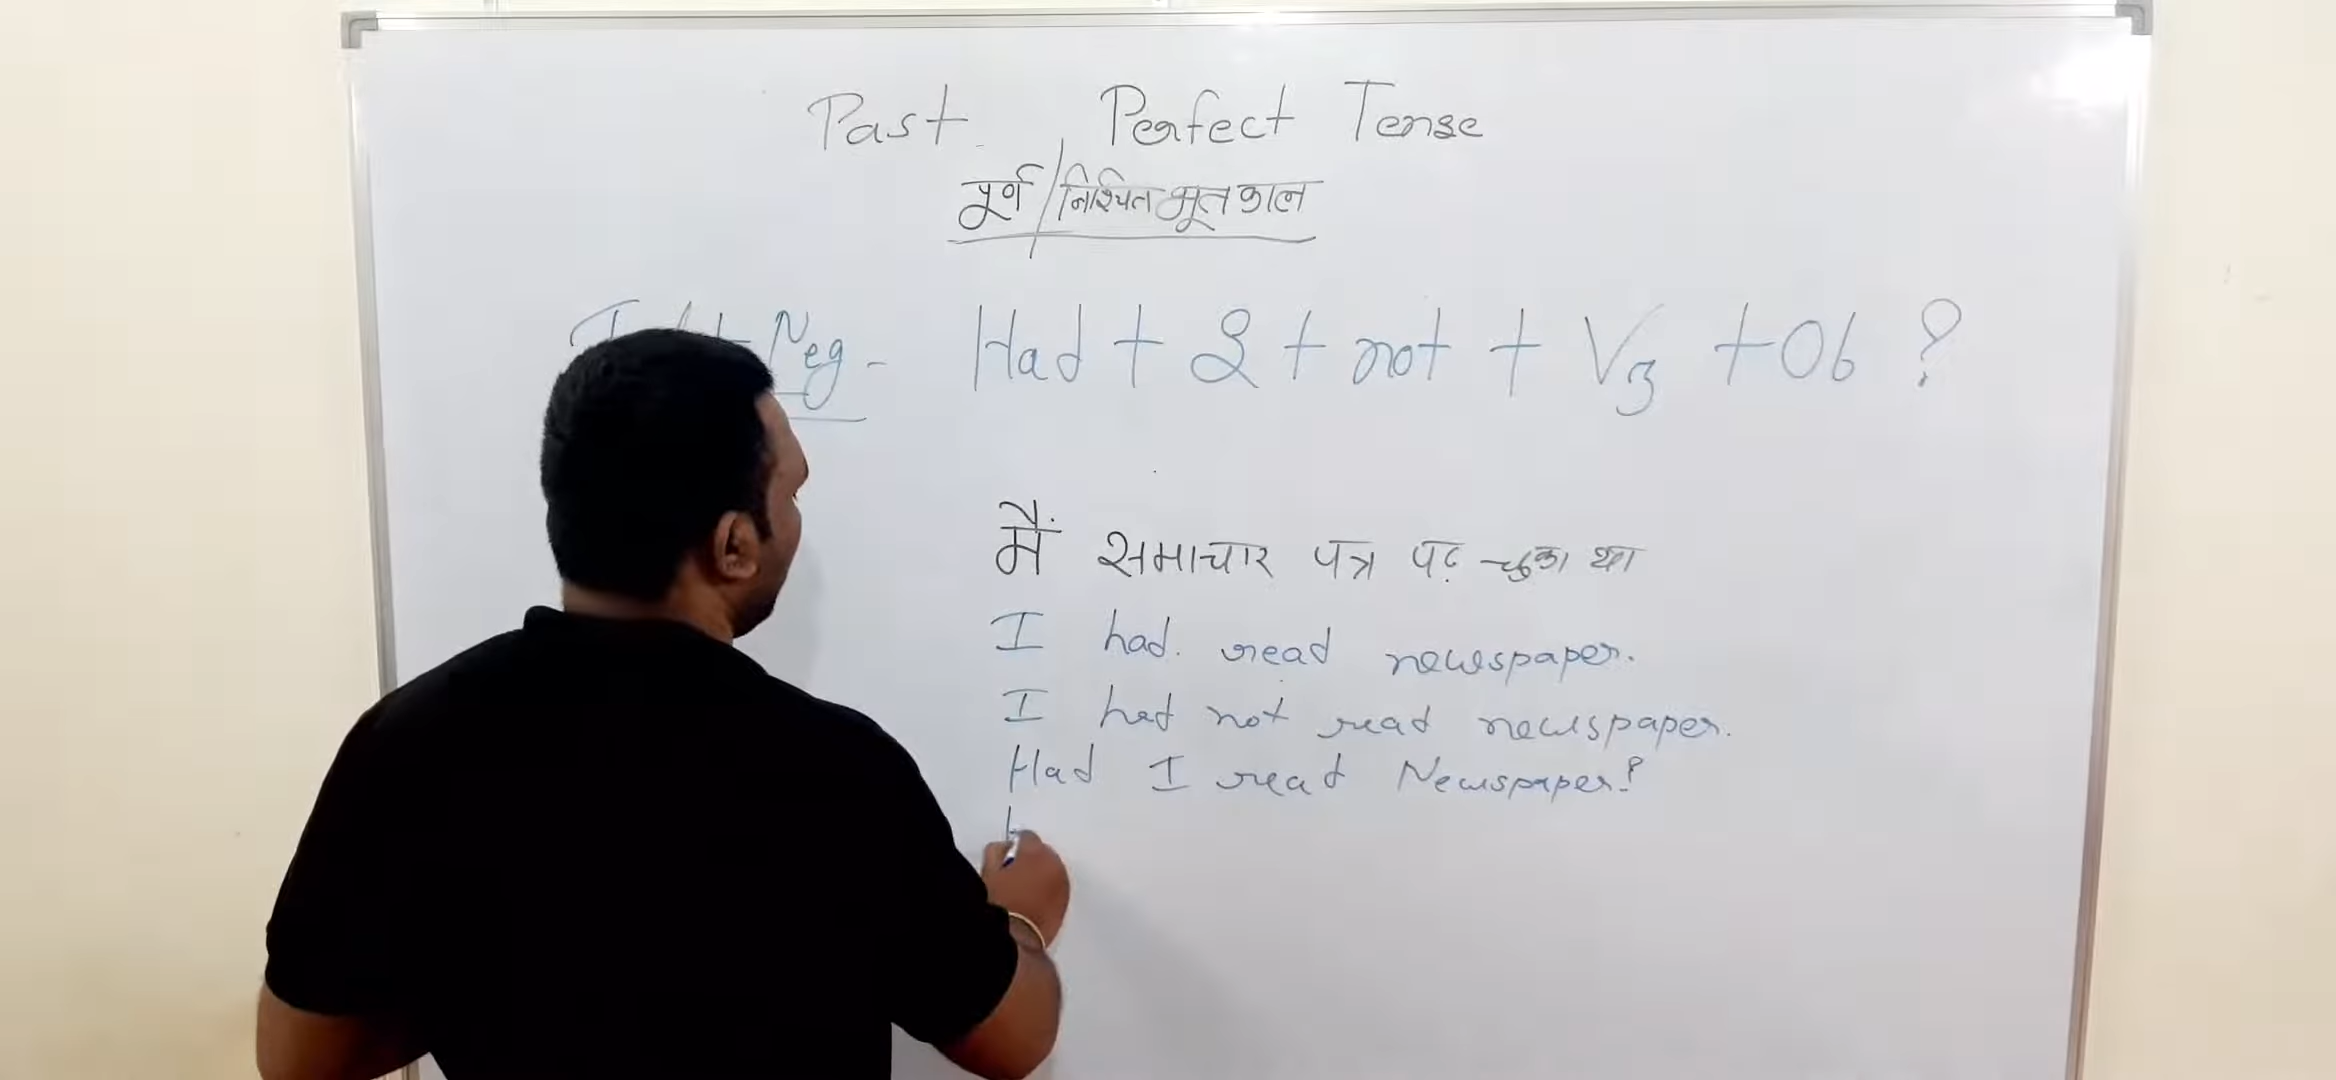 Past Perfect Tense
पूर्ण / निश्चित भूतकाल
Neg - Had + S + not + V3 + Ob ?
मैं समाचार पत्र पढ़ चुका था
I had. read newspaper.
I had not read newspaper.
Had I read Newspaper?